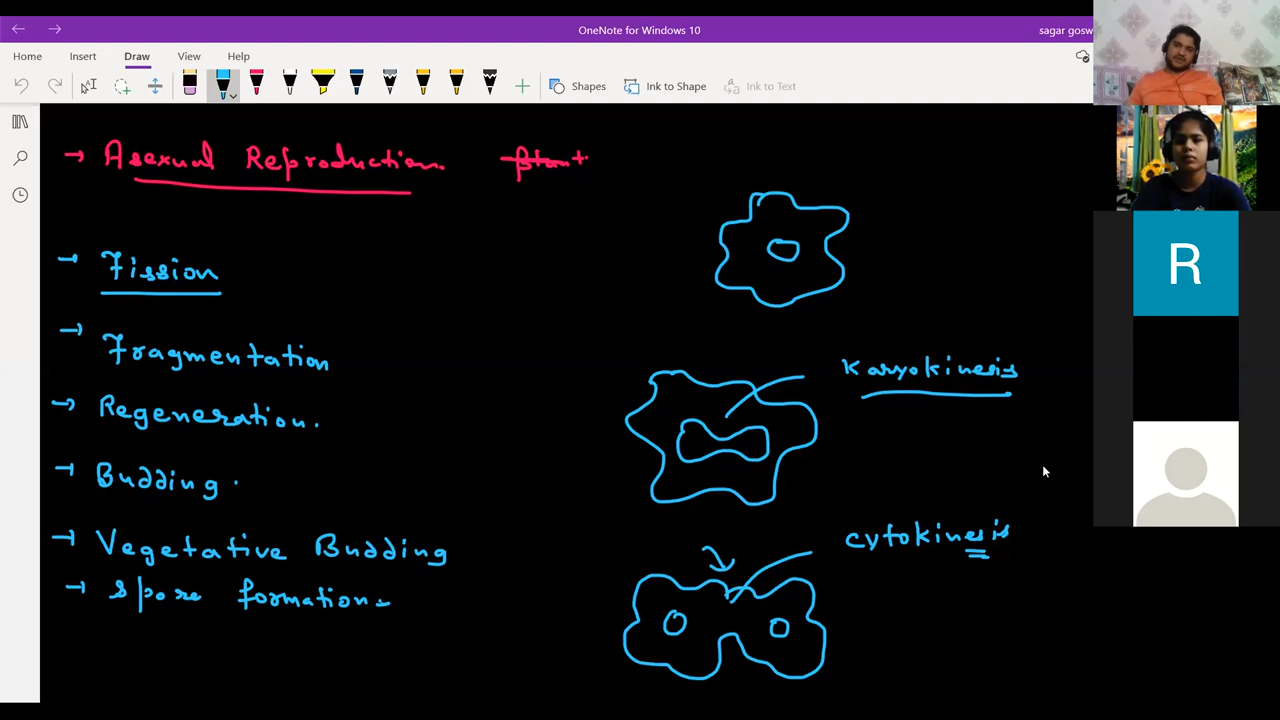 OneNote for Windows 10
sagar gosw
Home Insert Draw View Help
Shapes Ink to Shape Ink to Text
→ Asexual Reproduction
→ Fission
→ Fragmentation
→ Regeneration.
→ Budding.
→ Vegetative Budding
→ Spore formation
Karyokinesis
cytokinesis
R